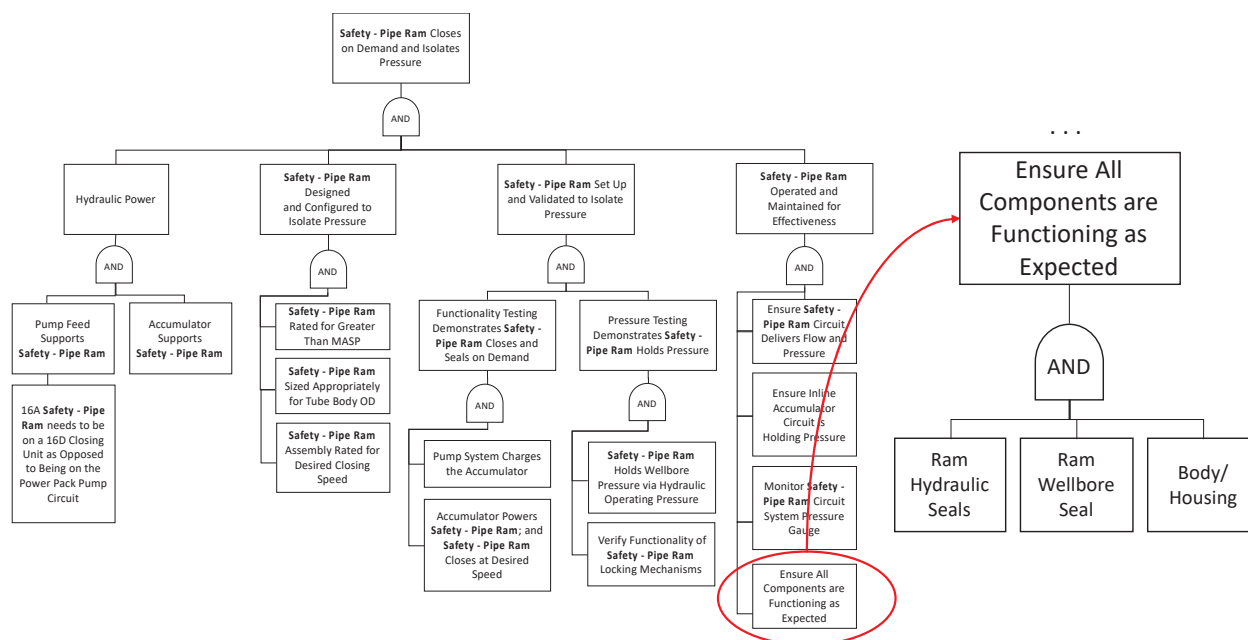 Safety - Pipe Ram Closes
on Demand and Isolates
Pressure
AND
Hydraulic Power
AND
Pump Feed
Supports
Safety - Pipe Ram
Accumulator
Supports
Safety - Pipe Ram
16A Safety - Pipe
Ram needs to be
on a 16D Closing
Unit as Opposed
to Being on the
Power Pack Pump
Circuit
Safety - Pipe Ram
Designed
and Configured to
Isolate Pressure
AND
Safety - Pipe Ram
Rated for Greater
Than MASP
Safety - Pipe Ram
Sized Appropriately
for Tube Body OD
Safety - Pipe Ram
Assembly Rated for
Desired Closing
Speed
Safety - Pipe Ram Set Up
and Validated to Isolate
Pressure
AND
Functionality Testing
Demonstrates Safety -
Pipe Ram Closes and
Seals on Demand
AND
Pump System Charges
the Accumulator
Accumulator Powers
Safety - Pipe Ram; and
Safety - Pipe Ram
Closes at Desired
Speed
Pressure Testing
Demonstrates Safety -
Pipe Ram Holds Pressure
AND
Safety - Pipe Ram
Holds Wellbore
Pressure via Hydraulic
Operating Pressure
Verify Functionality of
Safety - Pipe Ram
Locking Mechanisms
Safety - Pipe Ram
Operated and
Maintained for
Effectiveness
AND
Ensure Safety -
Pipe Ram Circuit
Delivers Flow and
Pressure
Ensure Inline
Accumulator
Circuit is
Holding Pressure
Monitor Safety -
Pipe Ram Circuit
System Pressure
Gauge
Ensure All
Components are
Functioning as
Expected
. . .
Ensure All
Components are
Functioning as
Expected
AND
Ram
Hydraulic
Seals
Ram
Wellbore
Seal
Body/
Housing